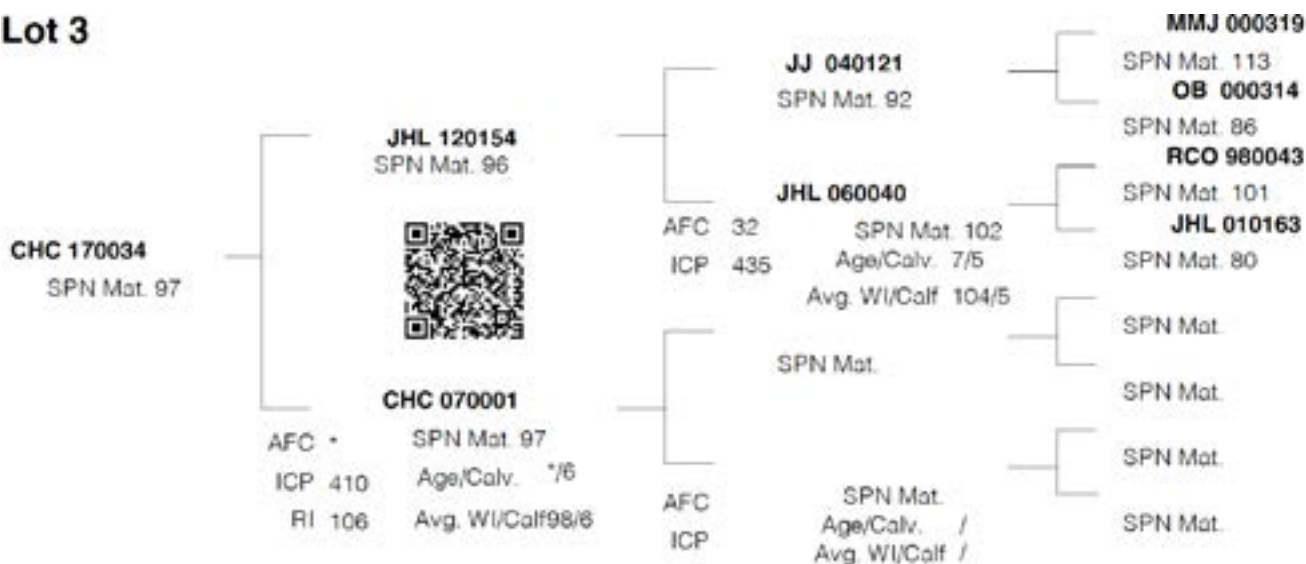 Lot 3
MMJ 000319
SPN Mat. 113
JJ 040121
SPN Mat. 92
OB 000314
SPN Mat. 86
JHL 120154
SPN Mat. 96
RCO 980043
SPN Mat. 101
JHL 060040
AFC 32 SPN Mat. 102
ICP 435 Age/Calv. 7/5
Avg. WI/Calf 104/5
JHL 010163
SPN Mat. 80
CHC 170034
SPN Mat. 97
SPN Mat.
SPN Mat.
SPN Mat.
CHC 070001
AFC * SPN Mat. 97
ICP 410 Age/Calv. */6
RI 106 Avg. WI/Calf98/6
SPN Mat.
AFC SPN Mat.
ICP Age/Calv. /
Avg. WI/Calf /
SPN Mat.